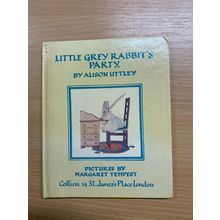 LITTLE GREY RABBIT'S
PARTY.
BY ALISON UTTLEY
PICTURES BY
MARGARET TEMPEST
Collins, 14 St. James's Place London